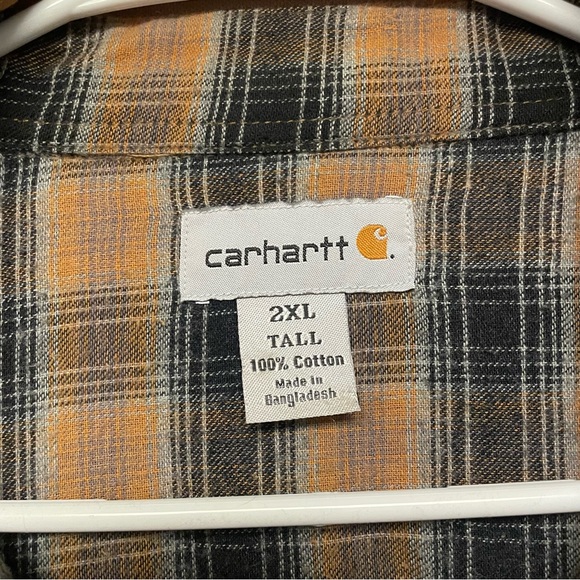 carhartt
2XL
TALL
100% Cotton
Made in
Bangladesh